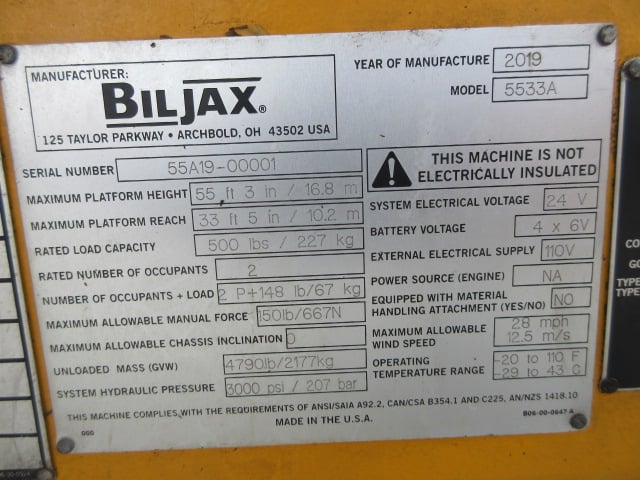 MANUFACTURER:
BILJAX®
125 TAYLOR PARKWAY • ARCHBOLD, OH 43502 USA
YEAR OF MANUFACTURE 2019
MODEL 5533A
SERIAL NUMBER 55A19-00001
MAXIMUM PLATFORM HEIGHT 55 ft 3 in / 16.8 m
MAXIMUM PLATFORM REACH 33 ft 5 in / 10.2 m
RATED LOAD CAPACITY 500 lbs / 227 kg
RATED NUMBER OF OCCUPANTS 2
NUMBER OF OCCUPANTS + LOAD 2 P+148 lb/67 kg
MAXIMUM ALLOWABLE MANUAL FORCE 150lb/667N
MAXIMUM ALLOWABLE CHASSIS INCLINATION 0
UNLOADED MASS (GVW) 4790lb/2177kg
SYSTEM HYDRAULIC PRESSURE 3000 psi / 207 bar
THIS MACHINE IS NOT
ELECTRICALLY INSULATED
SYSTEM ELECTRICAL VOLTAGE 24 V
BATTERY VOLTAGE 4 x 6V
EXTERNAL ELECTRICAL SUPPLY 110V
POWER SOURCE (ENGINE) NA
EQUIPPED WITH MATERIAL
HANDLING ATTACHMENT (YES/NO) NO
MAXIMUM ALLOWABLE
WIND SPEED
28 mph
12.5 m/s
OPERATING
TEMPERATURE RANGE
-20 to 110 F
-29 to 43 C
THIS MACHINE COMPLIES WITH THE REQUIREMENTS OF ANSI/SAIA A92.2, CAN/CSA B354.1 AND C225, AN/NZS 1418.10
000
MADE IN THE U.S.A.
B06-00-0647-A
CO
GO
TYPE
TYPE